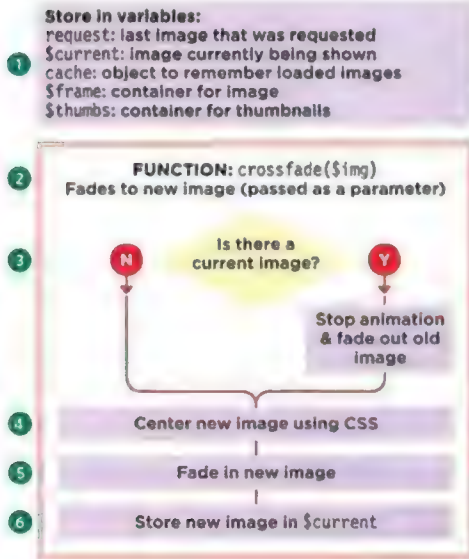 Store in variables:
request: last image that was requested
$current: image currently being shown
1
cache: object to remember loaded images
$frame: container for image
$thumbs: container for thumbnails
2
FUNCTION: crossfade($img)
Fades to new image (passed as a parameter)
3
N
Is there a
current image?
Y
Stop animation
& fade out old
image
4
Center new image using CSS
5
Fade in new image
6
Store new image in $current